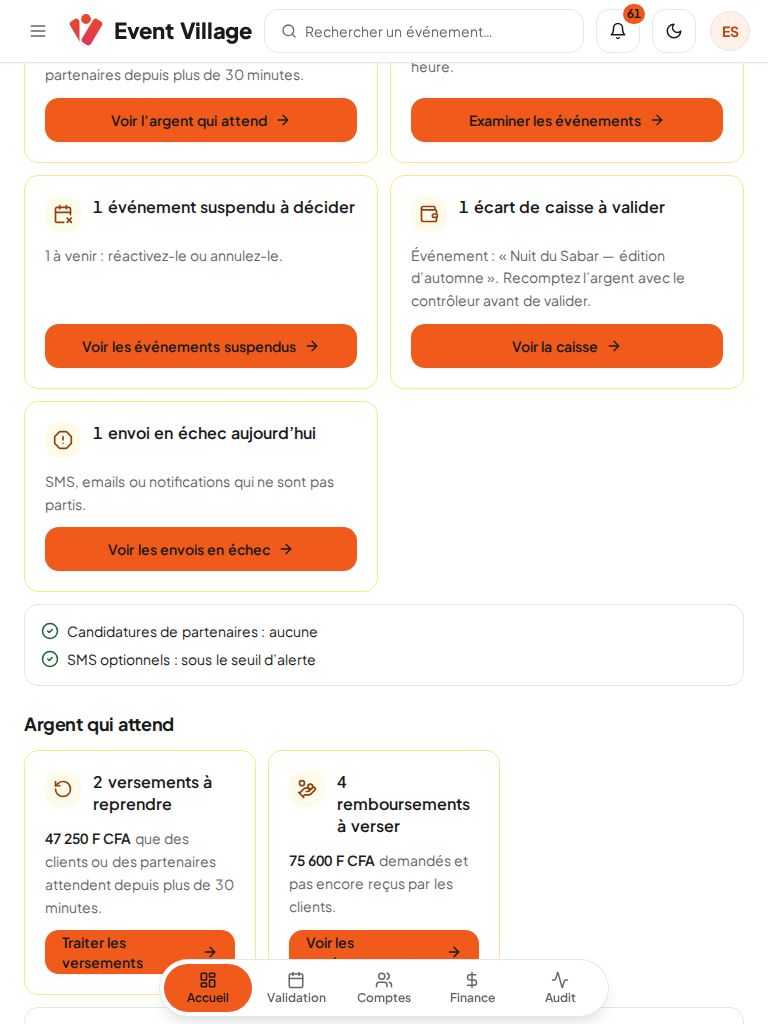 Event Village
Rechercher un événement...
61
ES
partenaires depuis plus de 30 minutes.
heure.
Voir l'argent qui attend
Examiner les événements
1 événement suspendu à décider
1 à venir : réactivez-le ou annulez-le.
Voir les événements suspendus
1 écart de caisse à valider
Événement : « Nuit du Sabar — édition
d'automne ». Recomptez l'argent avec le
contrôleur avant de valider.
Voir la caisse
1 envoi en échec aujourd'hui
SMS, emails ou notifications qui ne sont pas
partis.
Voir les envois en échec
Candidatures de partenaires : aucune
SMS optionnels : sous le seuil d'alerte
Argent qui attend
2 versements à
reprendre
47 250 F CFA que des
clients ou des partenaires
attendent depuis plus de 30
minutes.
Traiter les
versements
4
remboursements
à verser
75 600 F CFA demandés et
pas encore reçus par les
clients.
Voir les
Accueil
Validation
Comptes
Finance
Audit